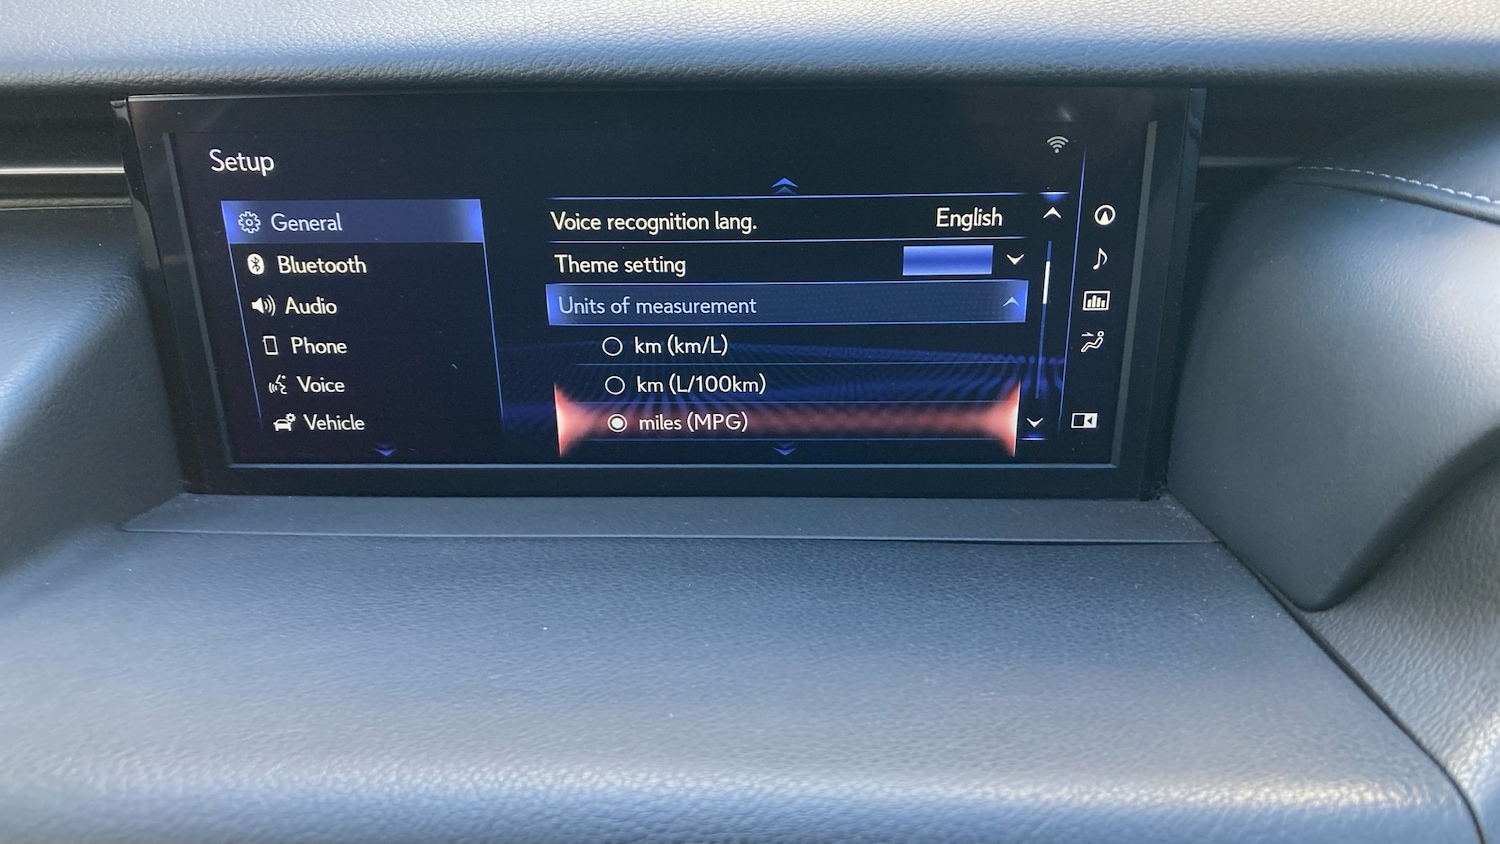 Setup
General
Bluetooth
Audio
Phone
Voice
Vehicle
Voice recognition lang. English
Theme setting
Units of measurement
km (km/L)
km (L/100km)
miles (MPG)